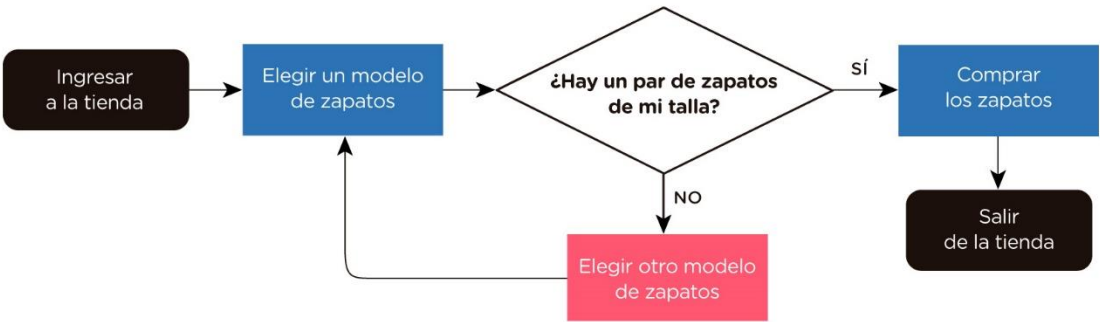 Ingresar
a la tienda
Elegir un modelo
de zapatos
¿Hay un par de zapatos
de mi talla?
SÍ
Comprar
los zapatos
NO
Salir
de la tienda
Elegir otro modelo
de zapatos